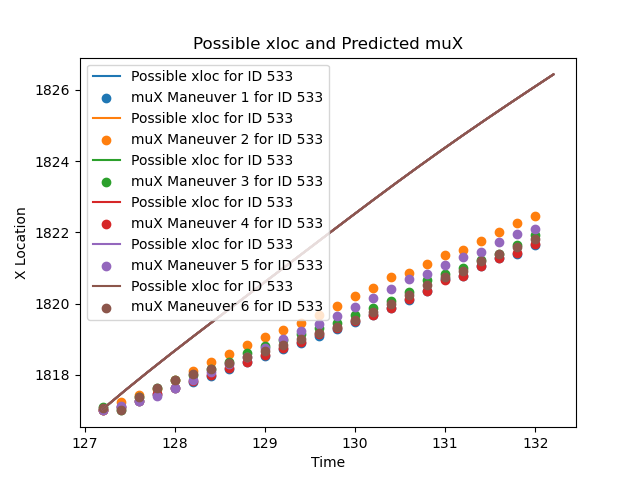 Possible xloc and Predicted muX
1826
1824
1822
1820
1818
X Location
Possible xloc for ID 533
muX Maneuver 1 for ID 533
Possible xloc for ID 533
muX Maneuver 2 for ID 533
Possible xloc for ID 533
muX Maneuver 3 for ID 533
Possible xloc for ID 533
muX Maneuver 4 for ID 533
Possible xloc for ID 533
muX Maneuver 5 for ID 533
Possible xloc for ID 533
muX Maneuver 6 for ID 533
127 128 129 130 131 132
Time